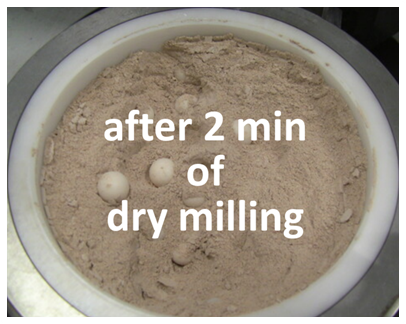 after 2 min
of
dry milling